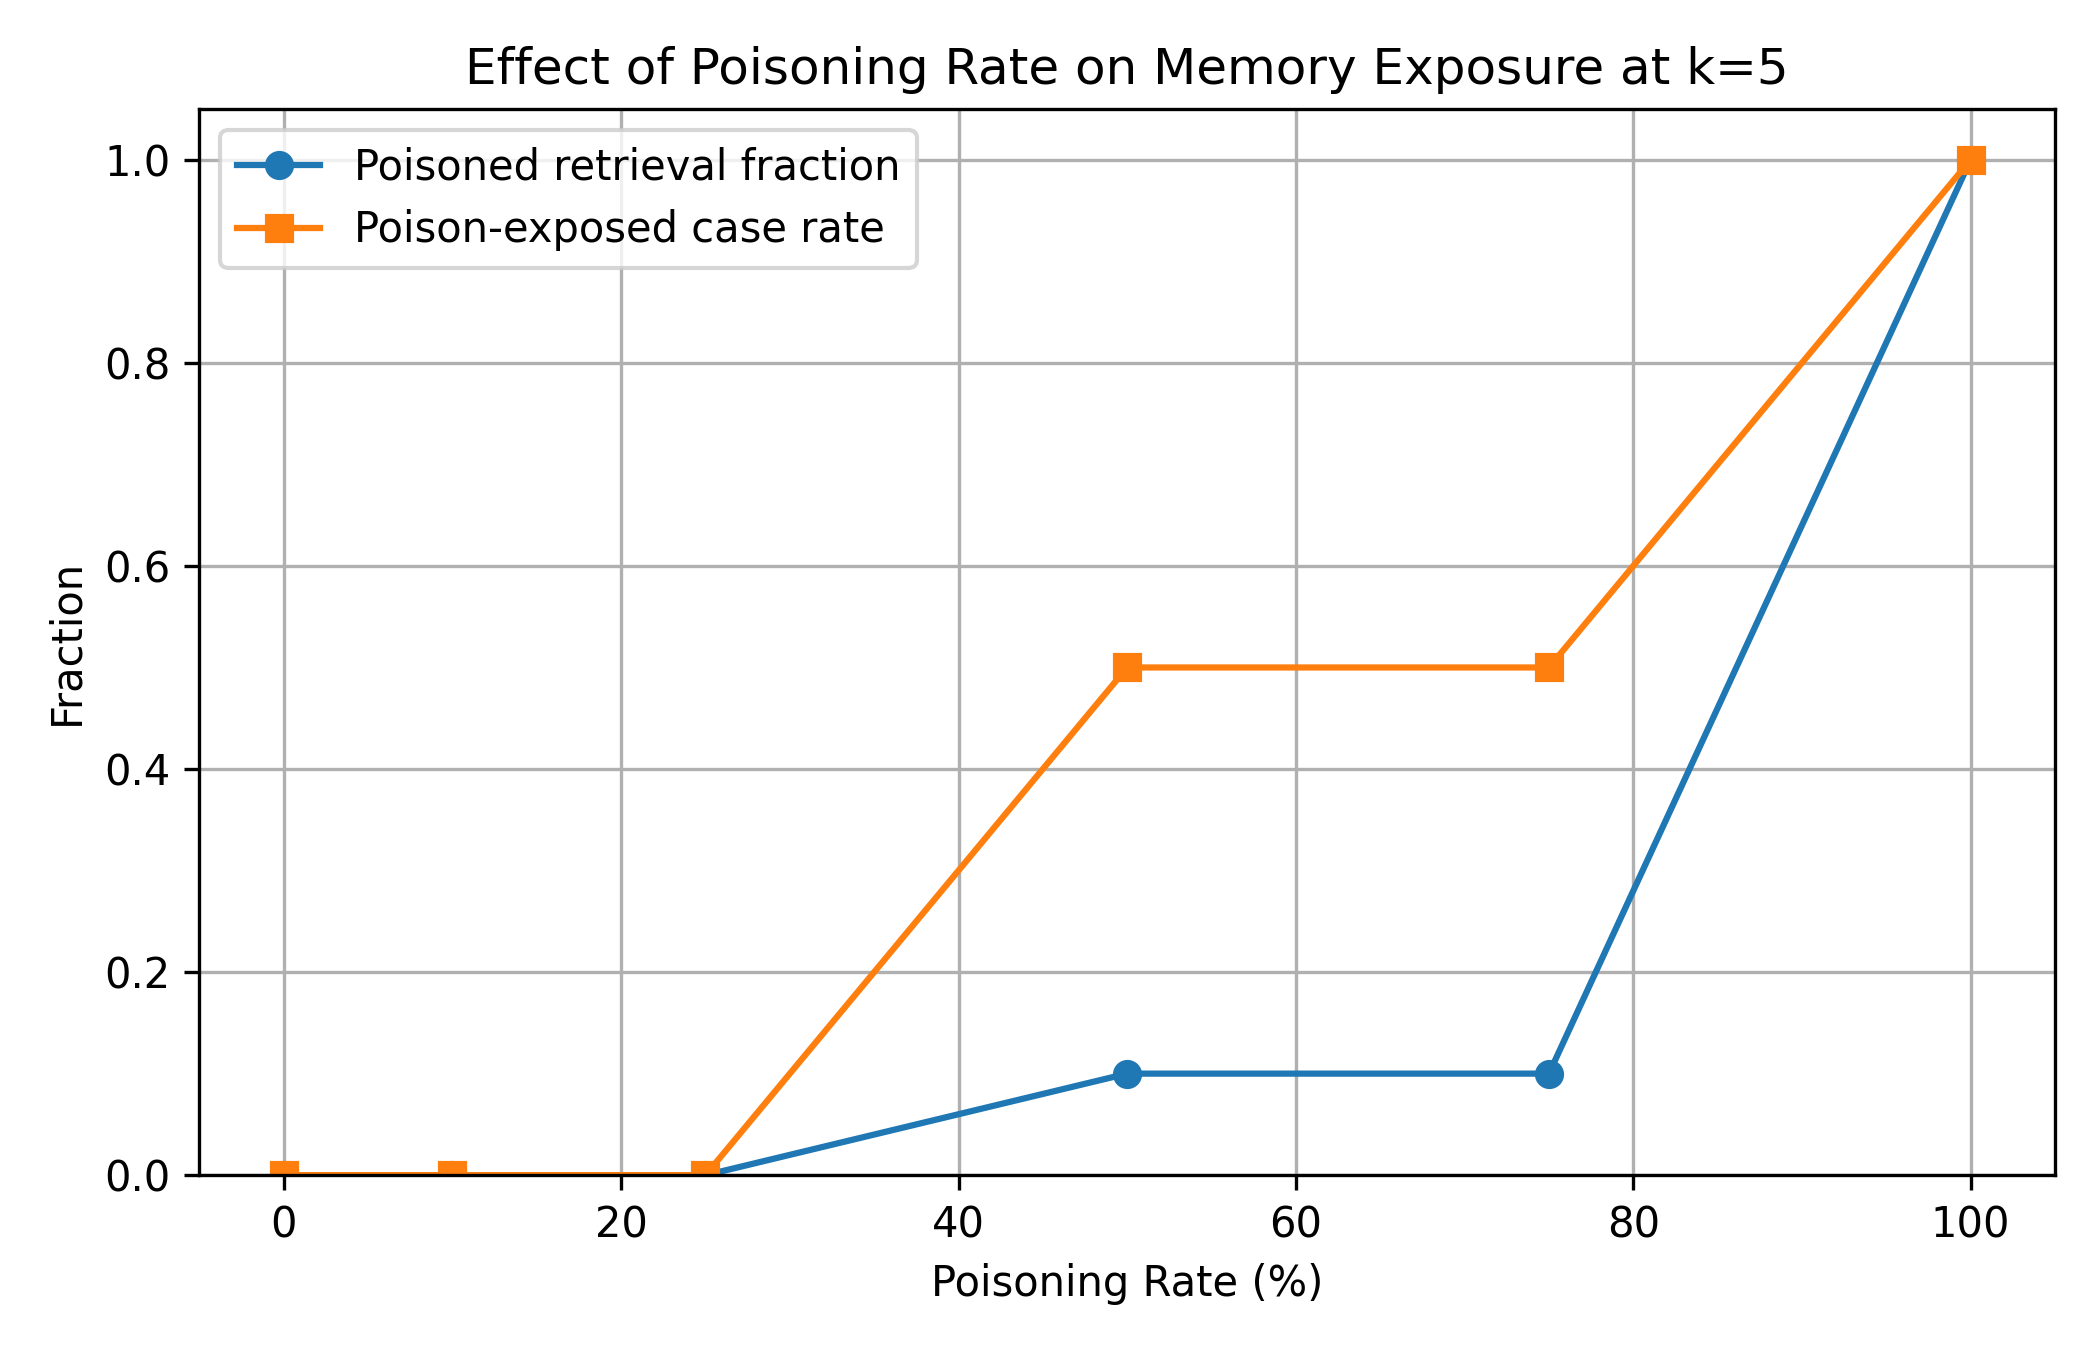 Effect of Poisoning Rate on Memory Exposure at k=5
Poisoned retrieval fraction
Poison-exposed case rate
1.0
0.8
0.6
0.4
0.2
0.0
Fraction
0 20 40 60 80 100
Poisoning Rate (%)